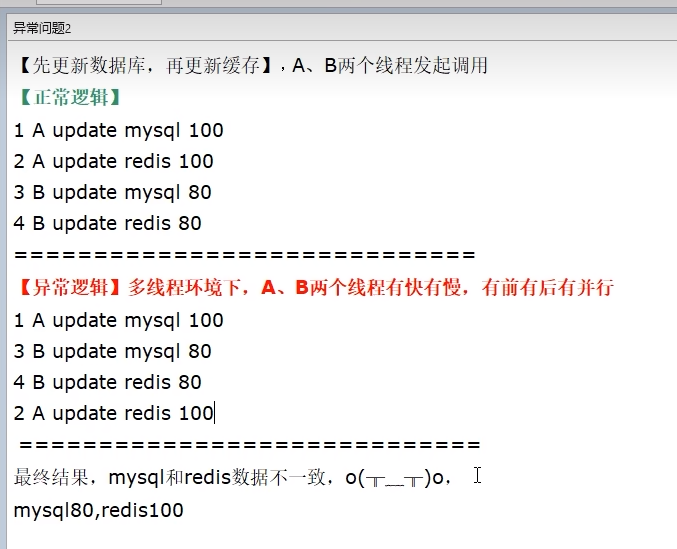 异常问题2
【先更新数据库，再更新缓存】，A、B两个线程发起调用
【正常逻辑】
1 A update mysql 100
2 A update redis 100
3 B update mysql 80
4 B update redis 80
=============================
【异常逻辑】多线程环境下，A、B两个线程有快有慢，有前有后有并行
1 A update mysql 100
3 B update mysql 80
4 B update redis 80
2 A update redis 100
=============================
最终结果，mysql和redis数据不一致，o(╥﹏╥)o，
mysql80,redis100